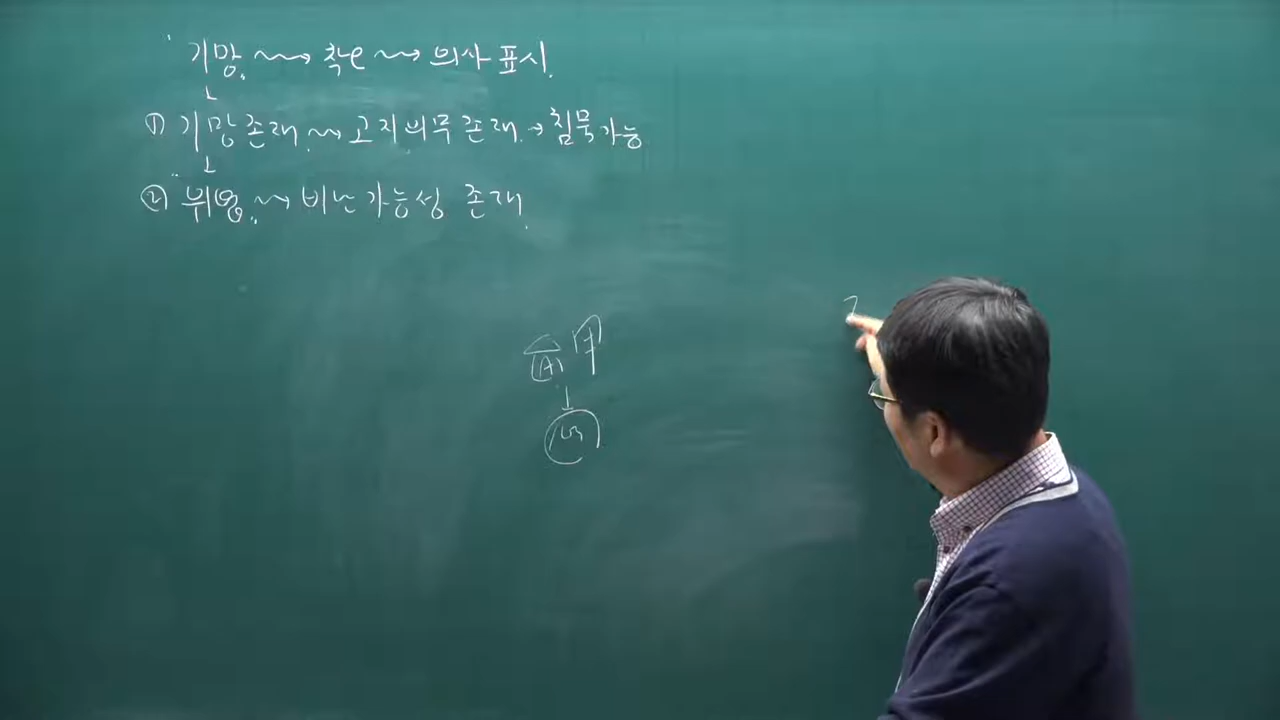 기망 → 착오 → 의사표시.
① 기망존재 → 고지의무 존재 → 침묵가능
② 위법 → 비난가능성 존재.
甲